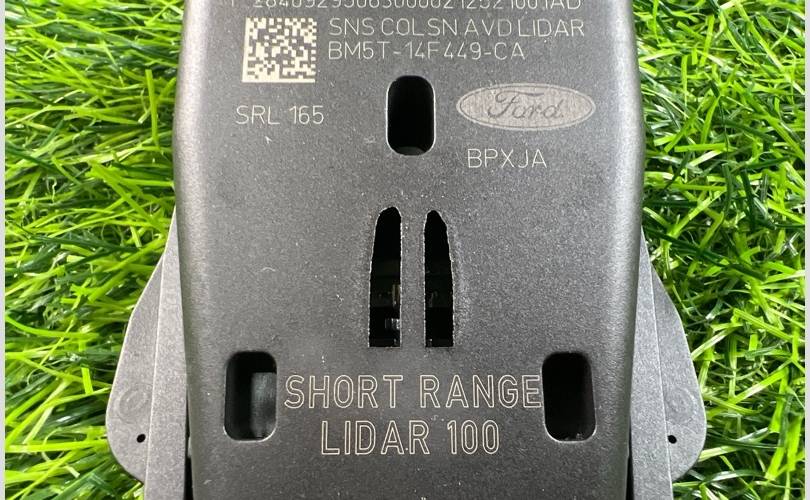 SNS COLSN AVD LIDAR
BM5T-14F449-CA
SRL 165
Ford
BPXJA
SHORT RANGE
LIDAR 100